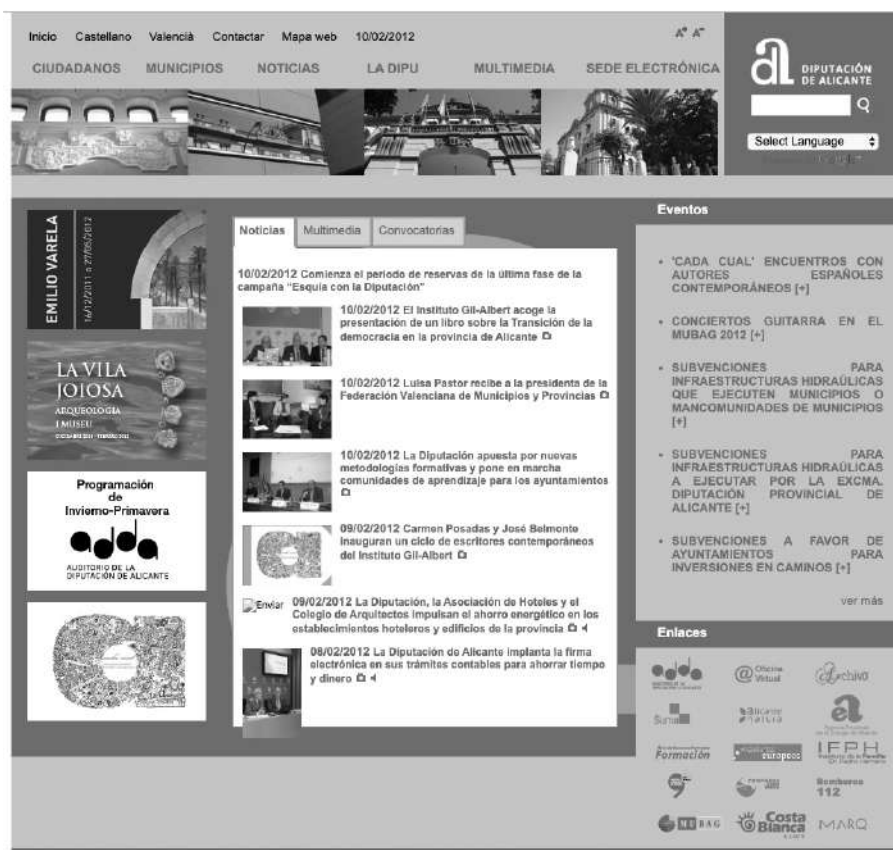 Inicio Castellano Valencià Contactar Mapa web 10/02/2012
A+ A-
CIUDADANOS MUNICIPIOS NOTICIAS LA DIPU MULTIMEDIA SEDE ELECTRÓNICA
DIPUTACIÓN
DE ALICANTE
Select Language
EMILIO VARELA
16/12/2011 a 27/05/2012
LA VILA
JOIOSA
ARQUEOLOGIA
I MUSEU
Programación
de
Invierno-Primavera
adda
AUDITORIO DE LA
DIPUTACIÓN DE ALICANTE
Noticias Multimedia Convocatorias
10/02/2012 Comienza el periodo de reservas de la última fase de la
campaña “Esquía con la Diputación”
10/02/2012 El Instituto Gil-Albert acoge la
presentación de un libro sobre la Transición de la
democracia en la provincia de Alicante
10/02/2012 Luisa Pastor recibe a la presidenta de la
Federación Valenciana de Municipios y Provincias
10/02/2012 La Diputación apuesta por nuevas
metodologías formativas y pone en marcha
comunidades de aprendizaje para los ayuntamientos
09/02/2012 Carmen Posadas y José Belmonte
inauguran un ciclo de escritores contemporáneos
del Instituto Gil-Albert
Enviar
09/02/2012 La Diputación, la Asociación de Hoteles y el
Colegio de Arquitectos impulsan el ahorro energético en los
establecimientos hoteleros y edificios de la provincia
08/02/2012 La Diputación de Alicante implanta la firma
electrónica en sus trámites contables para ahorrar tiempo
y dinero
Eventos
• 'CADA CUAL' ENCUENTROS CON
AUTORES ESPAÑOLES
CONTEMPORÁNEOS [+]
• CONCIERTOS GUITARRA EN EL
MUBAG 2012 [+]
• SUBVENCIONES PARA
INFRAESTRUCTURAS HIDRAÚLICAS
QUE EJECUTEN MUNICIPIOS O
MANCOMUNIDADES DE MUNICIPIOS
[+]
• SUBVENCIONES PARA
INFRAESTRUCTURAS HIDRAÚLICAS
A EJECUTAR POR LA EXCMA.
DIPUTACIÓN PROVINCIAL DE
ALICANTE [+]
• SUBVENCIONES A FAVOR DE
AYUNTAMIENTOS PARA
INVERSIONES EN CAMINOS [+]
ver más
Enlaces
adda
@ Oficina
Virtual
Archivo
Suma
Alicante
natura
Formación
europeos
IFPH
Bomberos
112
MUBAG
Costa
Blanca
MARQ